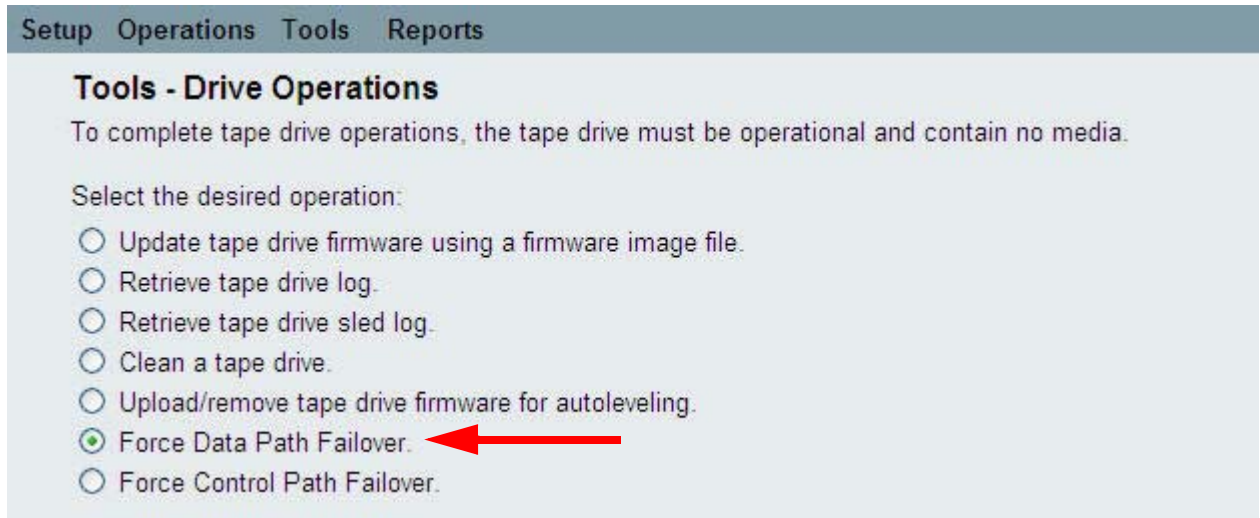 Setup Operations Tools Reports
Tools - Drive Operations
To complete tape drive operations, the tape drive must be operational and contain no media.
Select the desired operation:
Update tape drive firmware using a firmware image file.
Retrieve tape drive log.
Retrieve tape drive sled log.
Clean a tape drive.
Upload/remove tape drive firmware for autoleveling.
Force Data Path Failover.
Force Control Path Failover.